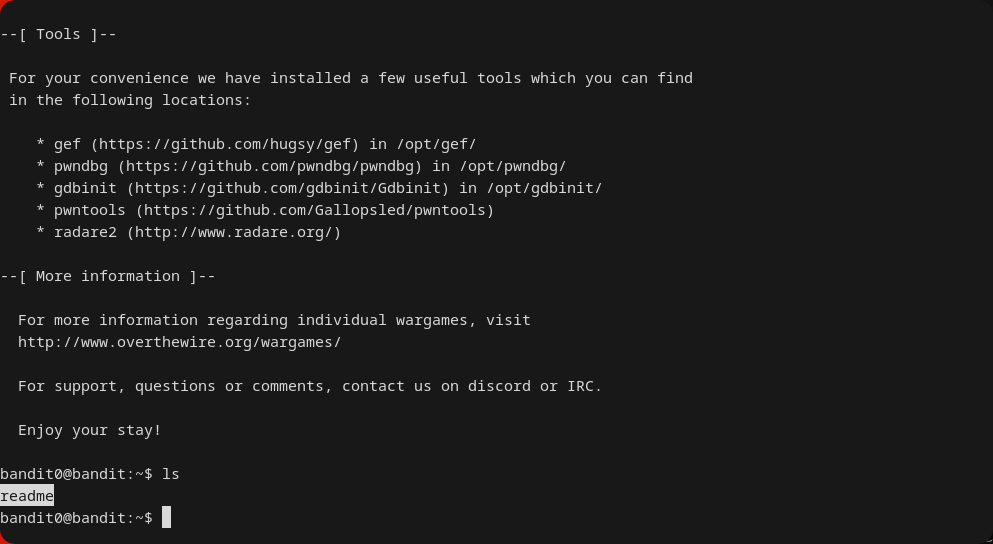 --[ Tools ]--
For your convenience we have installed a few useful tools which you can find
in the following locations:
* gef (https://github.com/hugsy/gef) in /opt/gef/
* pwndbg (https://github.com/pwndbg/pwndbg) in /opt/pwndbg/
* gdbinit (https://github.com/gdbinit/Gdbinit) in /opt/gdbinit/
* pwntools (https://github.com/Gallopsled/pwntools)
* radare2 (http://www.radare.org/)
--[ More information ]--
For more information regarding individual wargames, visit
http://www.overthewire.org/wargames/
For support, questions or comments, contact us on discord or IRC.
Enjoy your stay!
bandit0@bandit:~$ ls
readme
bandit0@bandit:~$